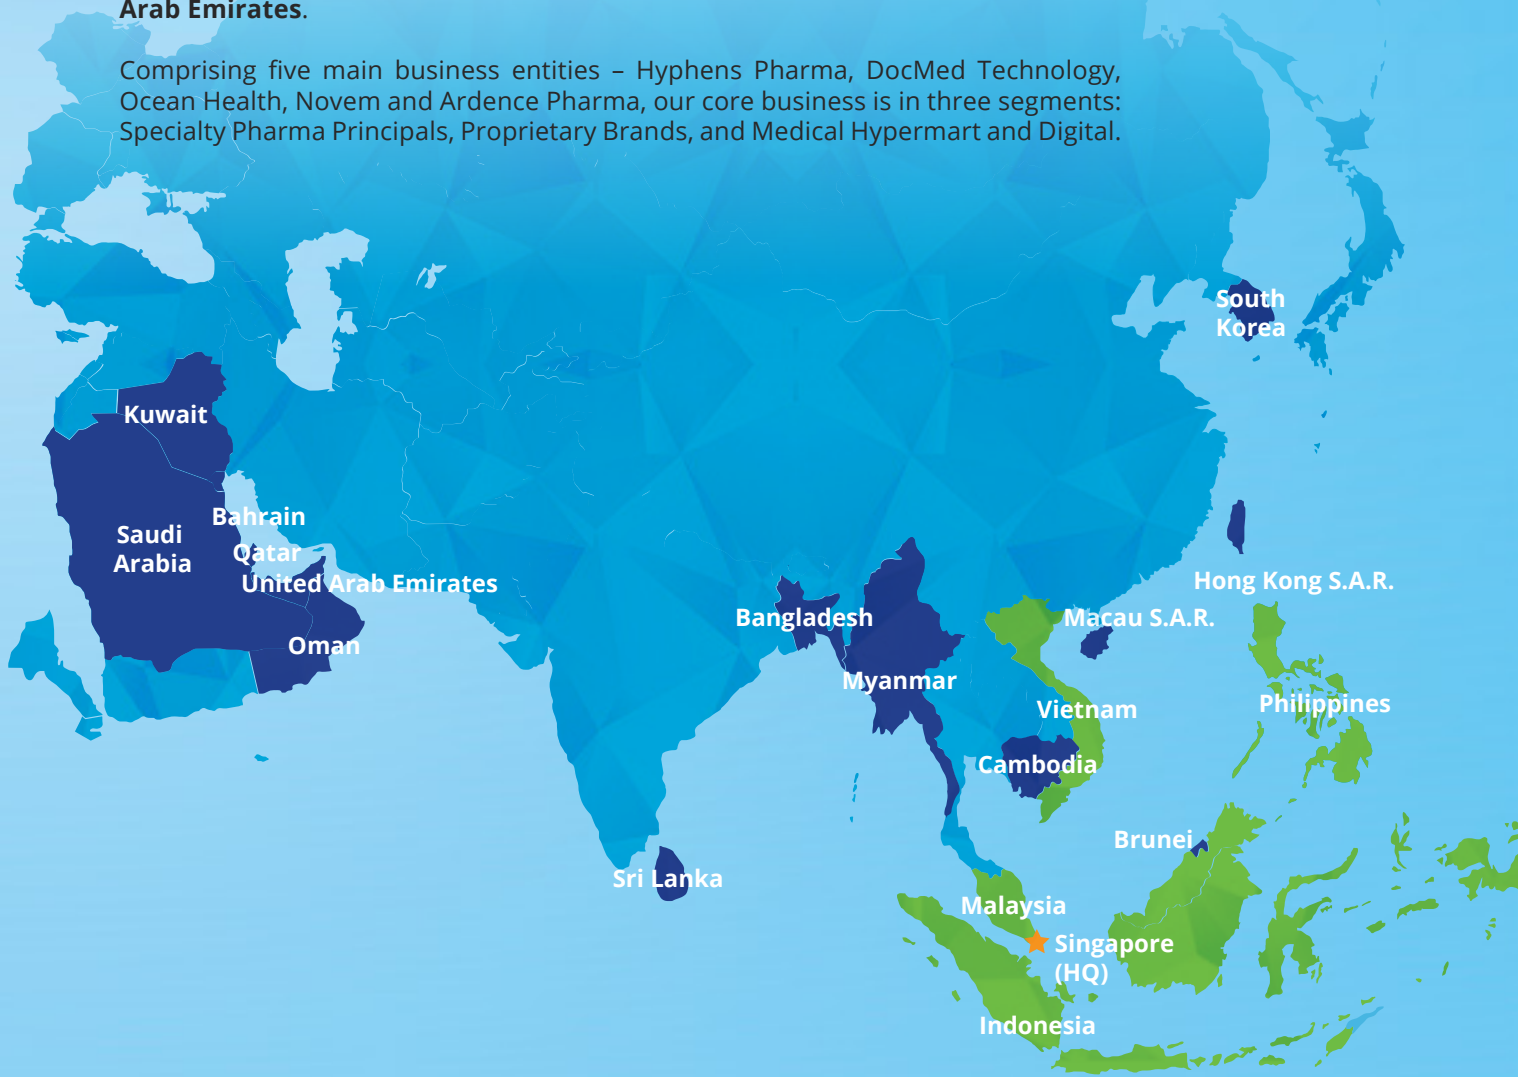 Arab Emirates.
Comprising five main business entities – Hyphens Pharma, DocMed Technology,
Ocean Health, Novem and Ardence Pharma, our core business is in three segments:
Specialty Pharma Principals, Proprietary Brands, and Medical Hypermart and Digital.
South
Korea
Kuwait
Bahrain
Saudi
Arabia
Qatar
United Arab Emirates
Hong Kong S.A.R.
Bangladesh
Macau S.A.R.
Oman
Myanmar
Philippines
Vietnam
Cambodia
Brunei
Sri Lanka
Malaysia
Singapore
(HQ)
Indonesia